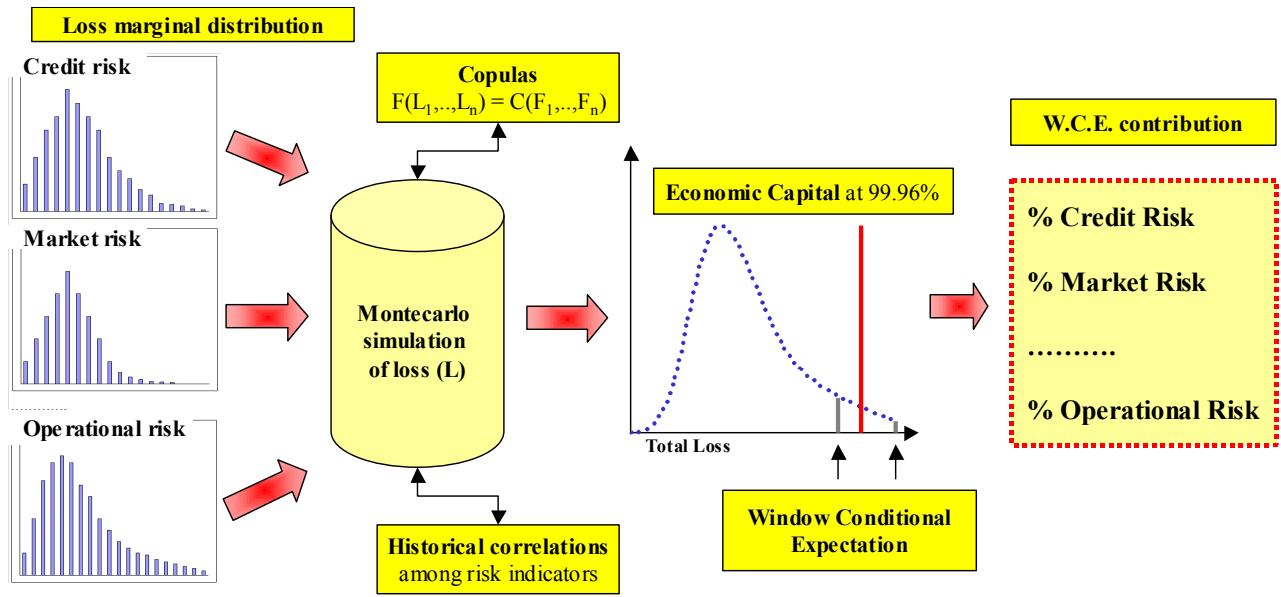 Loss marginal distribution
Credit risk
Market risk
............
Operational risk
Copulas
F(L₁,..,Lₙ) = C(F₁,..,Fₙ)
Montecarlo
simulation
of loss (L)
Historical correlations
among risk indicators
Economic Capital at 99.96%
Total Loss
Window Conditional
Expectation
W.C.E. contribution
% Credit Risk
% Market Risk
……….
% Operational Risk